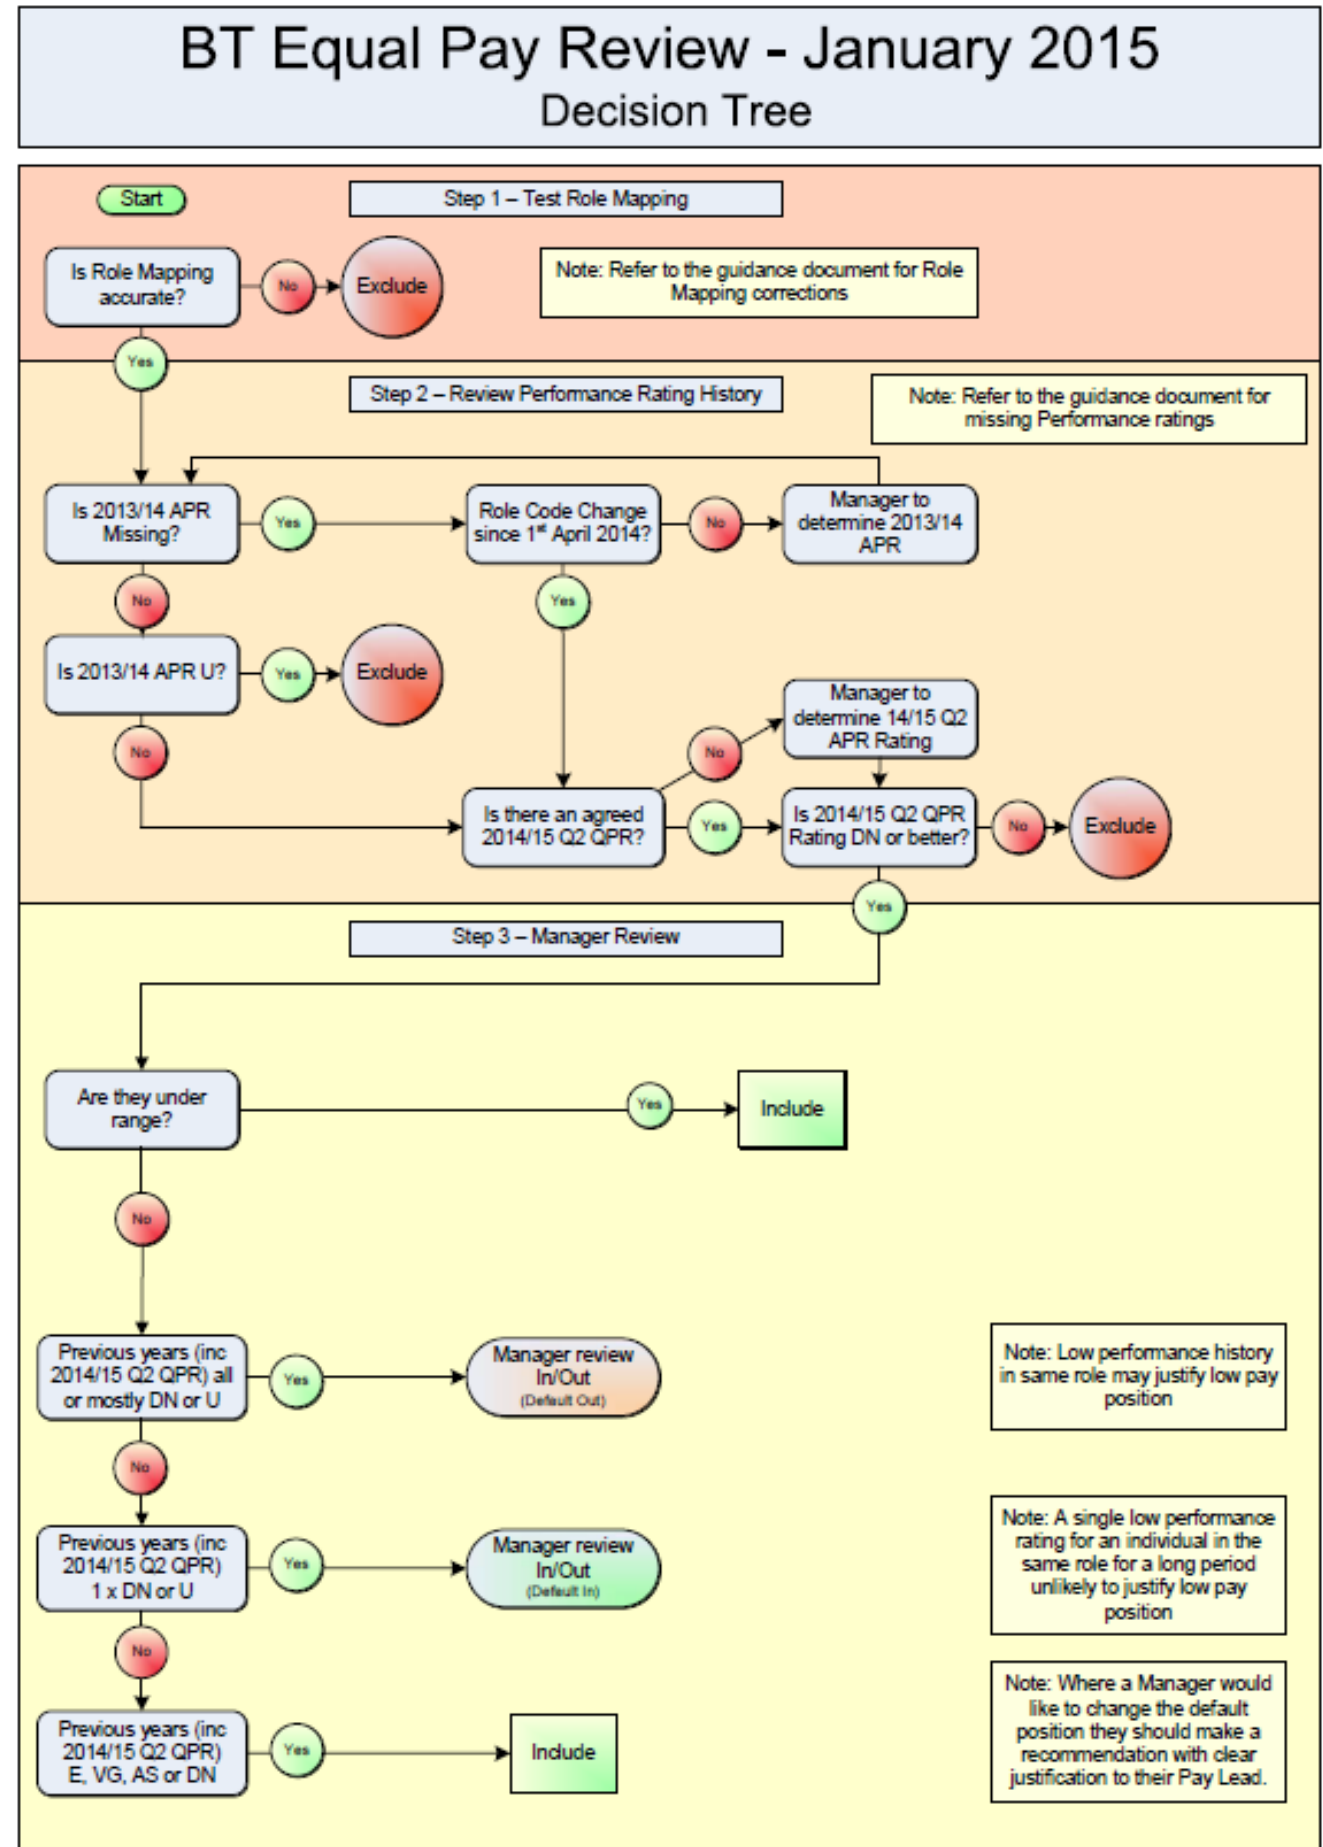 BT Equal Pay Review - January 2015
Decision Tree
Start
Step 1 – Test Role Mapping
Is Role Mapping
accurate?
No
Exclude
Note: Refer to the guidance document for Role
Mapping corrections
Yes
Step 2 – Review Performance Rating History
Note: Refer to the guidance document for
missing Performance ratings
Is 2013/14 APR
Missing?
Yes
Role Code Change
since 1st April 2014?
No
Manager to
determine 2013/14
APR
No
Yes
Is 2013/14 APR U?
Yes
Exclude
Manager to
determine 14/15 Q2
APR Rating
No
No
Is there an agreed
2014/15 Q2 QPR?
Yes
Is 2014/15 Q2 QPR
Rating DN or better?
No
Exclude
Yes
Step 3 – Manager Review
Are they under
range?
Yes
Include
No
Previous years (inc
2014/15 Q2 QPR) all
or mostly DN or U
Yes
Manager review
In/Out
(Default Out)
Note: Low performance history
in same role may justify low pay
position
No
Previous years (inc
2014/15 Q2 QPR)
1 x DN or U
Yes
Manager review
In/Out
(Default In)
Note: A single low performance
rating for an individual in the
same role for a long period
unlikely to justify low pay
position
No
Previous years (inc
2014/15 Q2 QPR)
E, VG, AS or DN
Yes
Include
Note: Where a Manager would
like to change the default
position they should make a
recommendation with clear
justification to their Pay Lead.